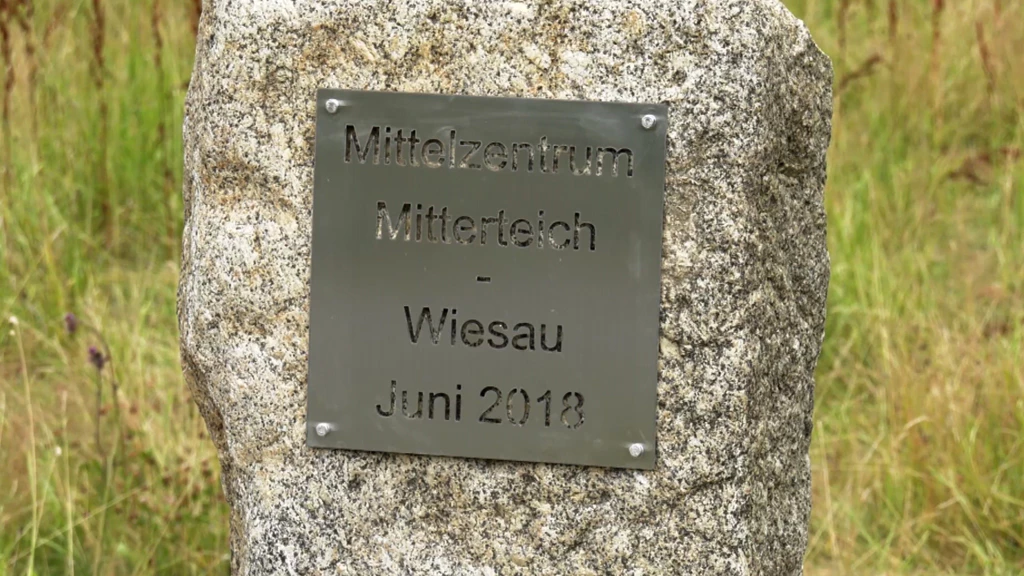 Mittelzentrum
Mitterteich
-
Wiesau
Juni 2018